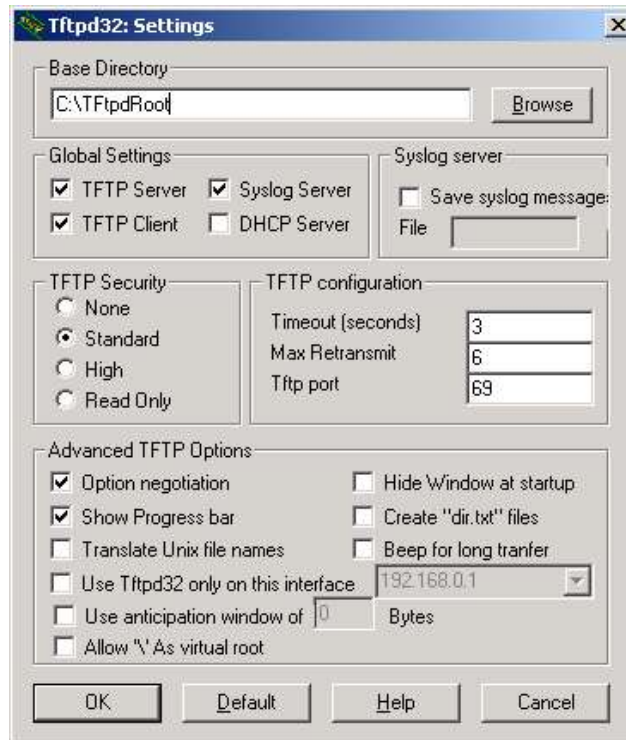 Tftpd32: Settings
Base Directory
C:\TFtpdRoot
Browse
Global Settings
TFTP Server
Syslog Server
TFTP Client
DHCP Server
Syslog server
Save syslog message
File
TFTP Security
None
Standard
High
Read Only
TFTP configuration
Timeout (seconds)
3
Max Retransmit
6
Tftp port
69
Advanced TFTP Options
Option negotiation
Hide Window at startup
Show Progress bar
Create "dir.txt" files
Translate Unix file names
Beep for long tranfer
Use Tftpd32 only on this interface
192.168.0.1
Use anticipation window of 0 Bytes
Allow '\' As virtual root
OK
Default
Help
Cancel